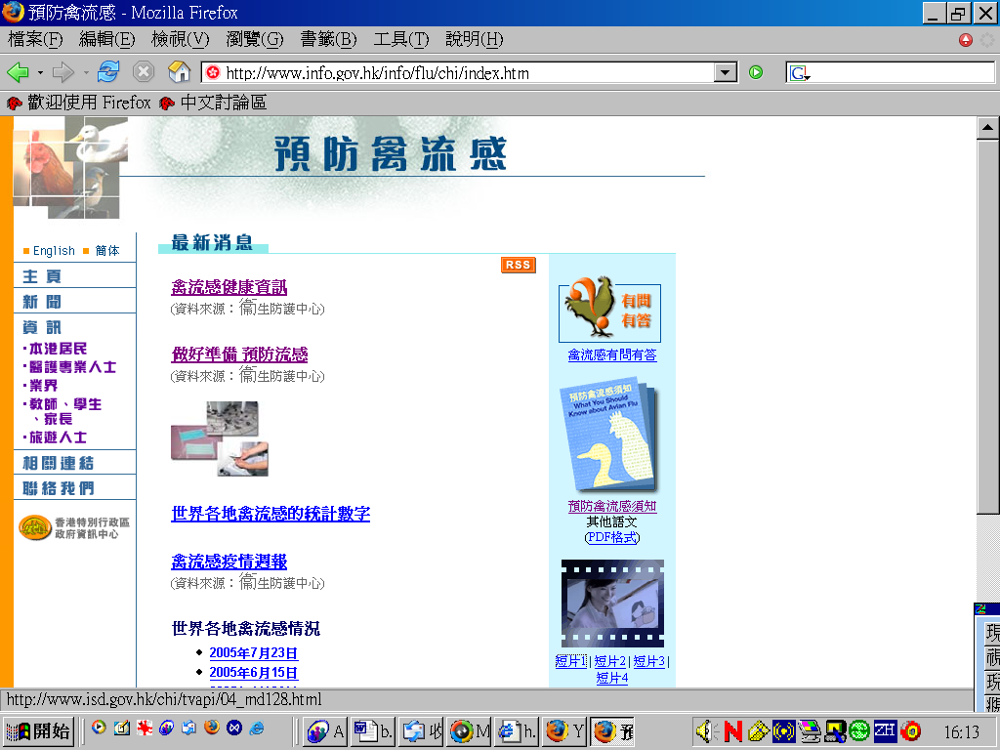 預防禽流感 - Mozilla Firefox
檔案(F) 編輯(E) 檢視(V) 瀏覽(G) 書籤(B) 工具(T) 說明(H)
http://www.info.gov.hk/info/flu/chi/index.htm
G
歡迎使用 Firefox 中文討論區
預防禽流感
English 簡体
主頁
新聞
資訊
本港居民
醫護專業人士
業界
教師、學生
、家長
旅遊人士
相關連結
聯絡我們
香港特別行政區
政府資訊中心
最新消息
RSS
禽流感健康資訊
(資料來源：衞生防護中心)
做好準備 預防流感
(資料來源：衞生防護中心)
世界各地禽流感的統計數字
禽流感疫情週報
(資料來源：衞生防護中心)
世界各地禽流感情況
2005年7月23日
2005年6月15日
有問
有答
禽流感有問有答
預防禽流感須知
What You Should
Know about Avian Flu
預防禽流感須知
其他語文
(PDF格式)
短片1 | 短片2 | 短片3 |
短片4
現
視
現
http://www.isd.gov.hk/chi/tvapi/04_md128.html
開始 A b. 收 M h. Y 預 ZH 16:13